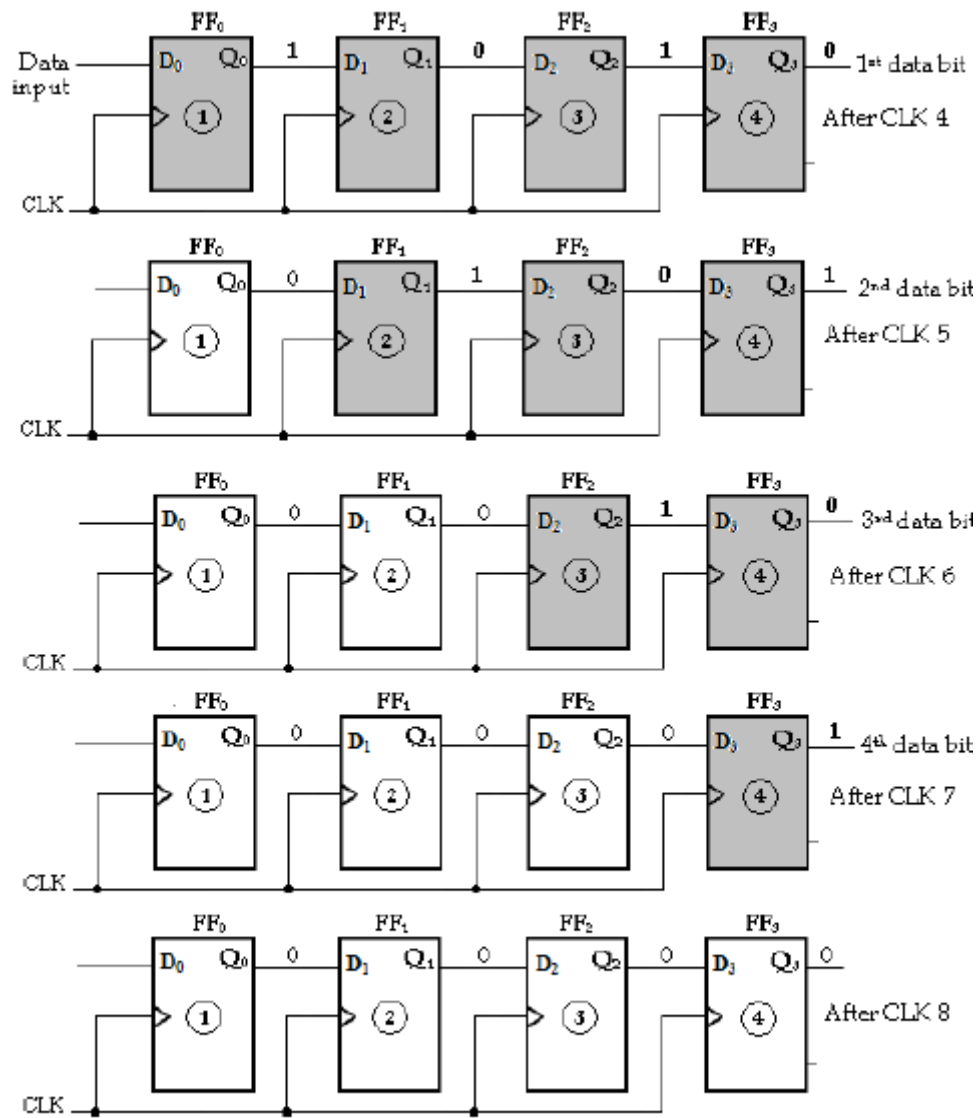 FF₀ FF₁ FF₂ FF₃
Data input D₀ Q₀ 1 D₁ Q₁ 0 D₂ Q₂ 1 D₃ Q₃ 0 1st data bit
1 2 3 4 After CLK 4
CLK
FF₀ FF₁ FF₂ FF₃
D₀ Q₀ 0 D₁ Q₁ 1 D₂ Q₂ 0 D₃ Q₃ 1 2nd data bit
1 2 3 4 After CLK 5
CLK
FF₀ FF₁ FF₂ FF₃
D₀ Q₀ 0 D₁ Q₁ 0 D₂ Q₂ 1 D₃ Q₃ 0 3rd data bit
1 2 3 4 After CLK 6
CLK
FF₀ FF₁ FF₂ FF₃
D₀ Q₀ 0 D₁ Q₁ 0 D₂ Q₂ 0 D₃ Q₃ 1 4th data bit
1 2 3 4 After CLK 7
CLK
FF₀ FF₁ FF₂ FF₃
D₀ Q₀ 0 D₁ Q₁ 0 D₂ Q₂ 0 D₃ Q₃ 0
1 2 3 4 After CLK 8
CLK